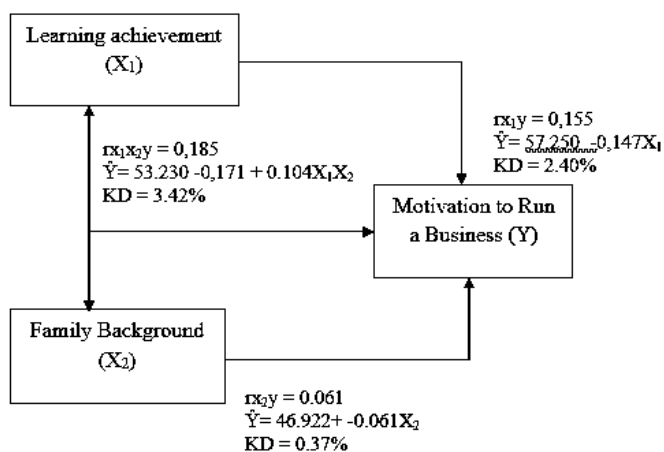 Learning achievement
(X₁)
rx₁y = 0,155
Ŷ= 57.250 -0,147X₁
KD = 2.40%
rx₁x₂y = 0,185
Ŷ= 53.230 -0,171 + 0.104X₁X₂
KD = 3.42%
Motivation to Run
a Business (Y)
Family Background
(X₂)
rx₂y = 0.061
Ŷ= 46.922+ -0.061X₂
KD = 0.37%